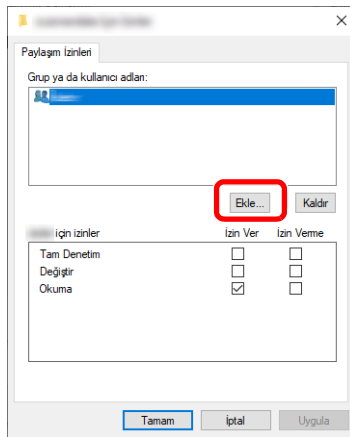 Paylaşım İzinleri
Grup ya da kullanıcı adları:
Ekle...
Kaldır
için izinler
İzin Ver
İzin Verme
Tam Denetim
Değiştir
Okuma
Tamam
İptal
Uygula